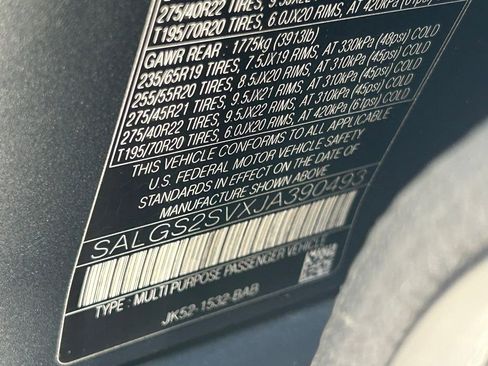 275/40R22 TIRES, 9.5JX22 RIMS
T195/70R20 TIRES, 6.0JX20 RIMS, AT 420kPa (61psi)
GAWR REAR : 1775kg (3913lb)
235/65R19 TIRES, 7.5JX19 RIMS, AT 330kPa (48psi) COLD
255/55R20 TIRES, 8.5JX20 RIMS, AT 310kPa (45psi) COLD
275/45R21 TIRES, 9.5JX21 RIMS, AT 310kPa (45psi) COLD
275/40R22 TIRES, 9.5JX22 RIMS, AT 310kPa (45psi) COLD
T195/70R20 TIRES, 6.0JX20 RIMS, AT 420kPa (61psi) COLD
THIS VEHICLE CONFORMS TO ALL APPLICABLE
U.S. FEDERAL MOTOR VEHICLE SAFETY
STANDARDS IN EFFECT ON THE DATE OF
MANUFACTURE SHOWN ABOVE
SALGS2SVXJA390493
TYPE : MULTI PURPOSE PASSENGER VEHICLE
JK52-1532-BAB